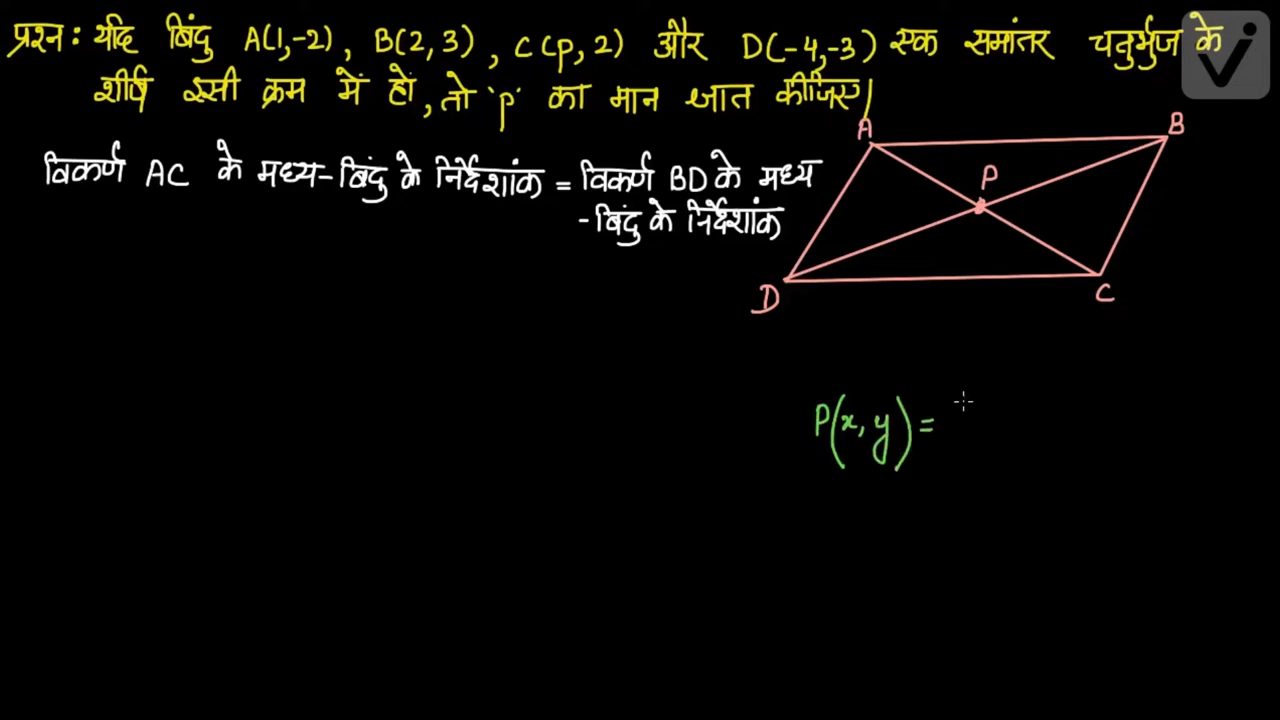 प्रश्न: यदि बिंदु A(1,-2), B(2,3), C(p,2) और D(-4,-3) एक समांतर चतुर्भुज के
शीर्ष इसी क्रम में हों, तो 'p' का मान ज्ञात कीजिए।
विकर्ण AC के मध्य-बिंदु के निर्देशांक = विकर्ण BD के मध्य
-बिंदु के निर्देशांक
A
B
P
D
C
P(x, y) =